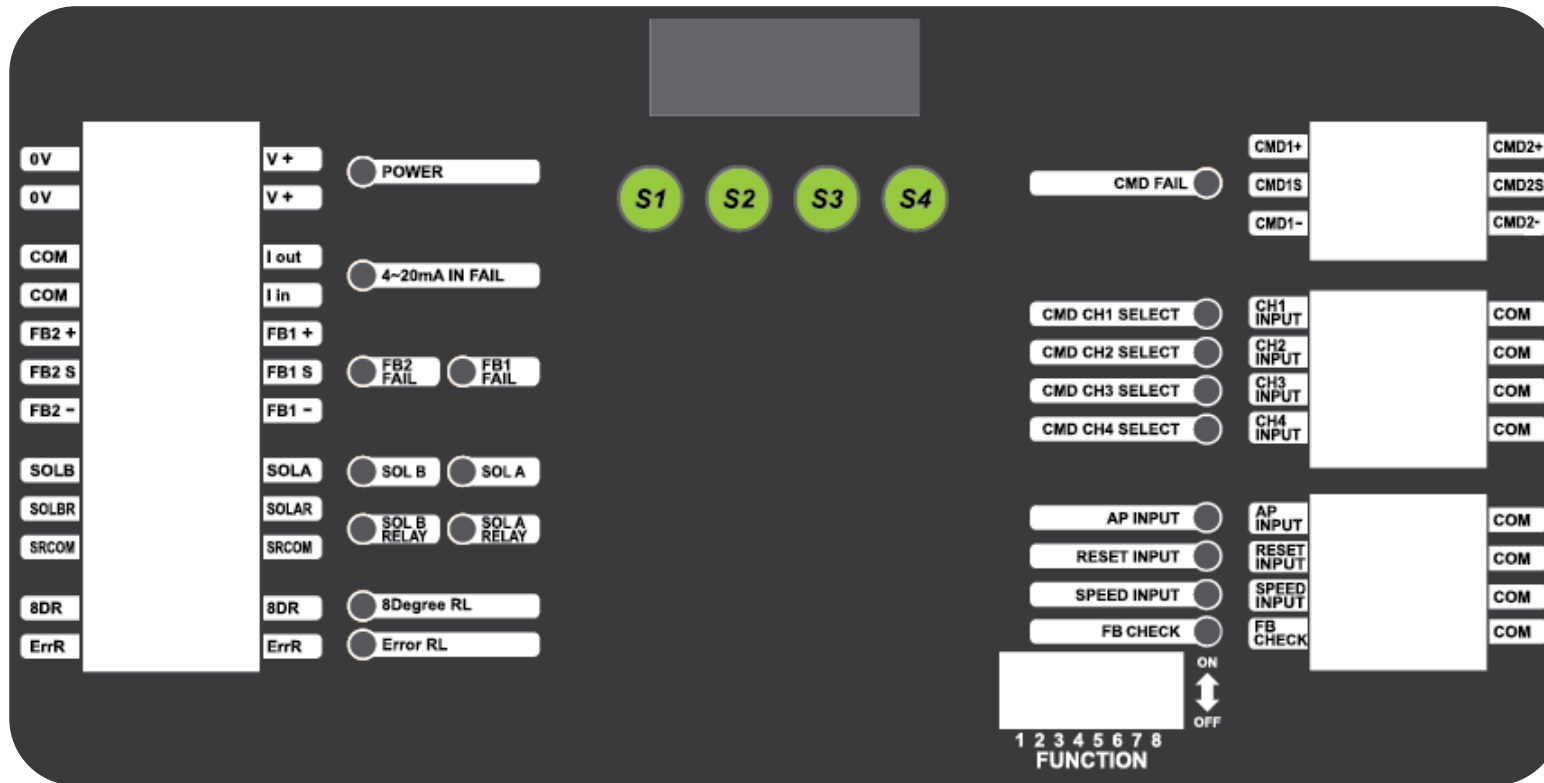 0V
V +
0V
V +
COM
I out
COM
I in
FB2 +
FB1 +
FB2 S
FB1 S
FB2 −
FB1 −
SOLB
SOLA
SOLBR
SOLAR
SRCOM
SRCOM
8DR
8DR
ErrR
ErrR
POWER
4~20mA IN FAIL
FB2
FAIL
FB1
FAIL
SOL B
SOL A
SOL B
RELAY
SOL A
RELAY
8Degree RL
Error RL
S1 S2 S3 S4
CMD FAIL
CMD CH1 SELECT
CMD CH2 SELECT
CMD CH3 SELECT
CMD CH4 SELECT
AP INPUT
RESET INPUT
SPEED INPUT
FB CHECK
ON
OFF
1 2 3 4 5 6 7 8
FUNCTION
CMD1+
CMD2+
CMD1S
CMD2S
CMD1−
CMD2-
CH1
INPUT
COM
CH2
INPUT
COM
CH3
INPUT
COM
CH4
INPUT
COM
AP
INPUT
COM
RESET
INPUT
COM
SPEED
INPUT
COM
FB
CHECK
COM